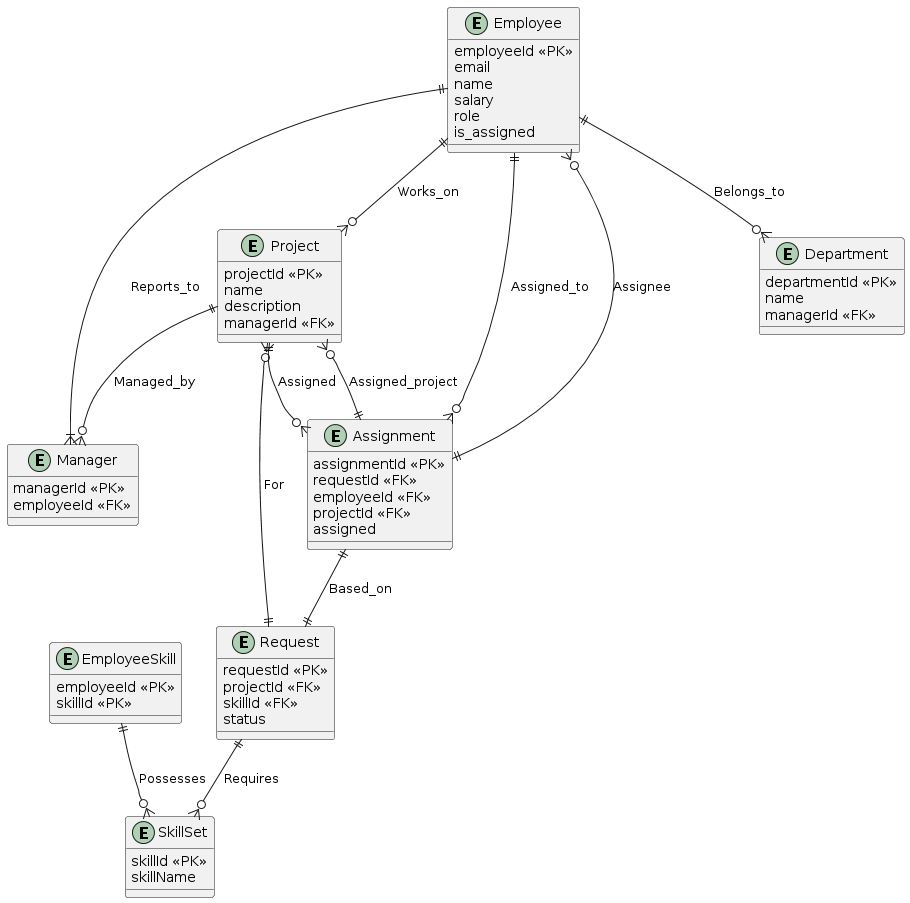 E Employee
employeeId «PK»
email
name
salary
role
is_assigned
Works_on
Belongs_to
E Project
projectId «PK»
name
description
managerId «FK»
E Department
departmentId «PK»
name
managerId «FK»
Reports_to
Assigned_to
Assignee
Managed_by
Assigned
Assigned_project
E Manager
managerId «PK»
employeeId «FK»
E Assignment
assignmentId «PK»
requestId «FK»
employeeId «FK»
projectId «FK»
assigned
For
Based_on
E EmployeeSkill
employeeId «PK»
skillId «PK»
E Request
requestId «PK»
projectId «FK»
skillId «FK»
status
Possesses
Requires
E SkillSet
skillId «PK»
skillName